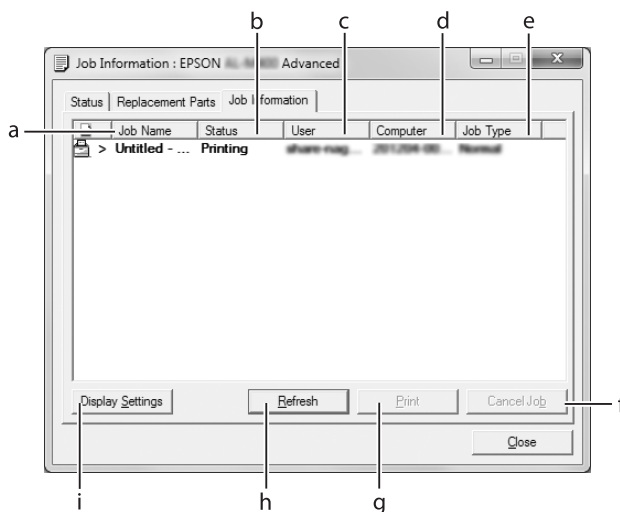 b c d e
Job Information : EPSON Advanced
Status Replacement Parts Job Information
a
Job Name Status User Computer Job Type
> Untitled - ... Printing
Display Settings Refresh Print Cancel Job
f
Close
i h g